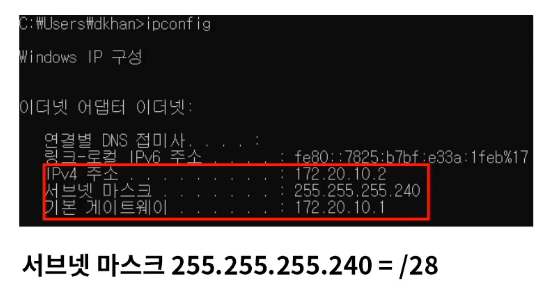 C:₩Users₩dkhan>ipconfig
Windows IP 구성
이더넷 어댑터 이더넷:
연결별 DNS 접미사. . . . :
링크-로컬 IPv6 주소 . . . . : fe80::7825:b7bf:e33a:1feb%17
IPv4 주소 . . . . . . . . . : 172.20.10.2
서브넷 마스크 . . . . . . . : 255.255.255.240
기본 게이트웨이 . . . . . . : 172.20.10.1
서브넷 마스크 255.255.255.240 = /28